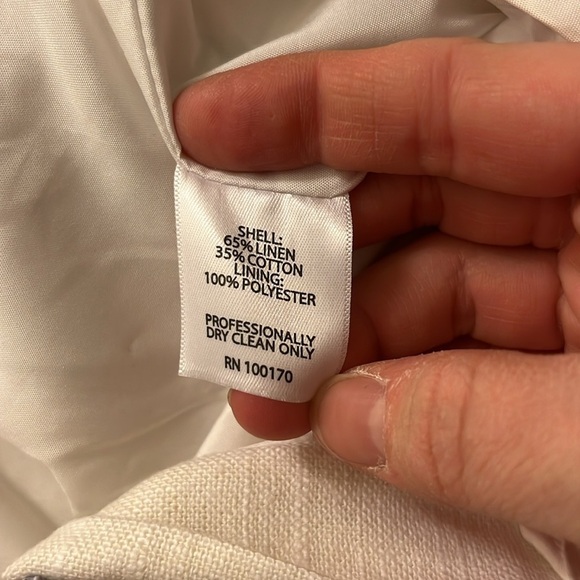 SHELL:
65% LINEN
35% COTTON
LINING:
100% POLYESTER
PROFESSIONALLY
DRY CLEAN ONLY
RN 100170